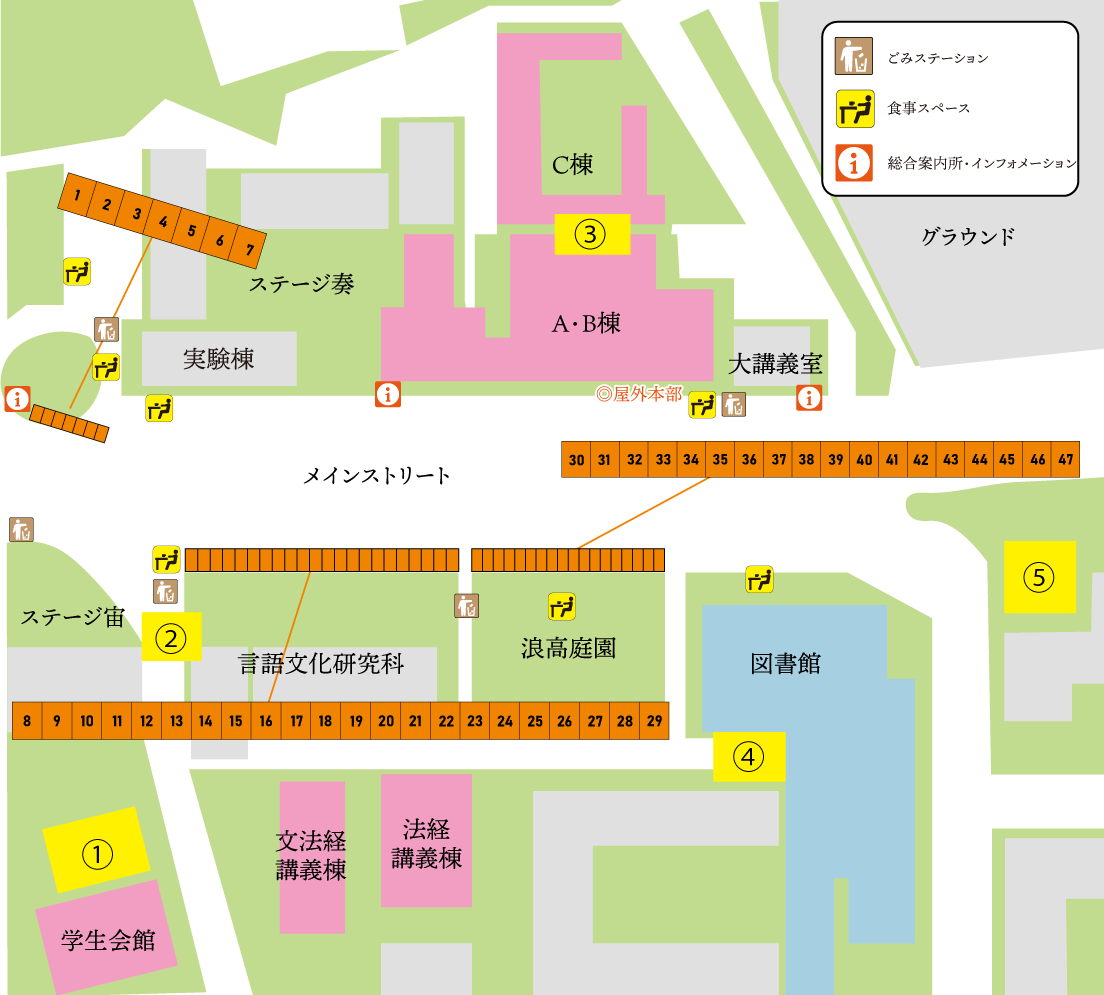 ごみステーション
食事スペース
総合案内所・インフォメーション
C棟
1 2 3 4 5 6 7
③
グラウンド
ステージ奏
A・B棟
実験棟
大講義室
◎屋外本部
メインストリート
30 31 32 33 34 35 36 37 38 39 40 41 42 43 44 45 46 47
⑤
ステージ宙
②
浪高庭園
言語文化研究科
図書館
8 9 10 11 12 13 14 15 16 17 18 19 20 21 22 23 24 25 26 27 28 29
④
①
文法経
講義棟
法経
講義棟
学生会館